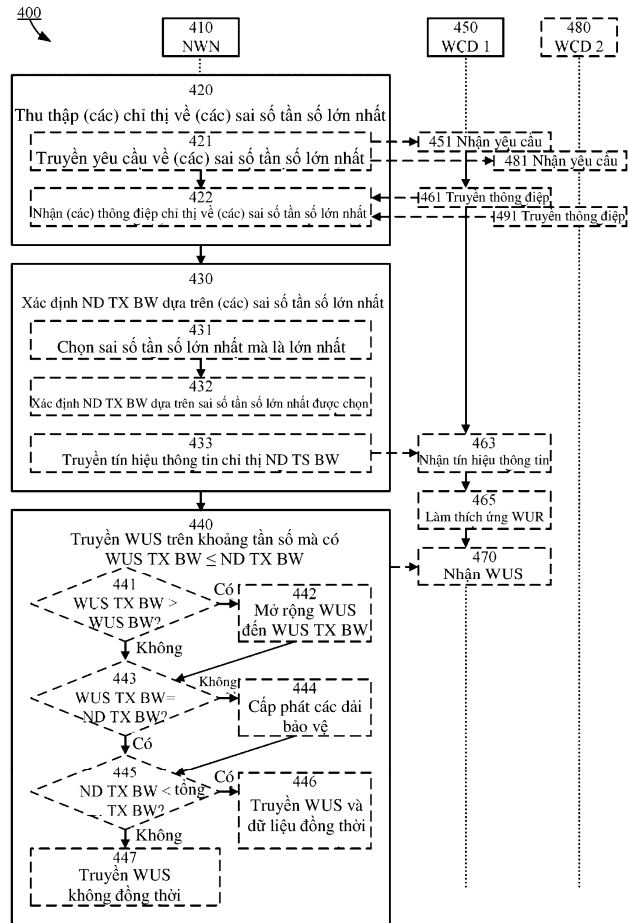 400
410
NWN
450
WCD 1
480
WCD 2
420
Thu thập (các) chỉ thị về (các) sai số tần số lớn nhất
421
Truyền yêu cầu về (các) sai số tần số lớn nhất
451 Nhận yêu cầu
481 Nhận yêu cầu
422
Nhận (các) thông điệp chỉ thị về (các) sai số tần số lớn nhất
461 Truyền thông điệp
491 Truyền thông điệp
430
Xác định ND TX BW dựa trên (các) sai số tần số lớn nhất
431
Chọn sai số tần số lớn nhất mà là lớn nhất
432
Xác định ND TX BW dựa trên sai số tần số lớn nhất được chọn
433
Truyền tín hiệu thông tin chỉ thị ND TS BW
463
Nhận tín hiệu thông tin
465
Làm thích ứng WUR
440
Truyền WUS trên khoảng tần số mà có
WUS TX BW ≤ ND TX BW
470
Nhận WUS
441
WUS TX BW >
WUS BW?
Có
442
Mở rộng WUS
đến WUS TX BW
Không
443
WUS TX BW=
ND TX BW?
Không
444
Cấp phát các dải
bảo vệ
Có
445
ND TX BW < tổng
TX BW?
Có
446
Truyền WUS và
dữ liệu đồng thời
Không
447
Truyền WUS
không đồng thời